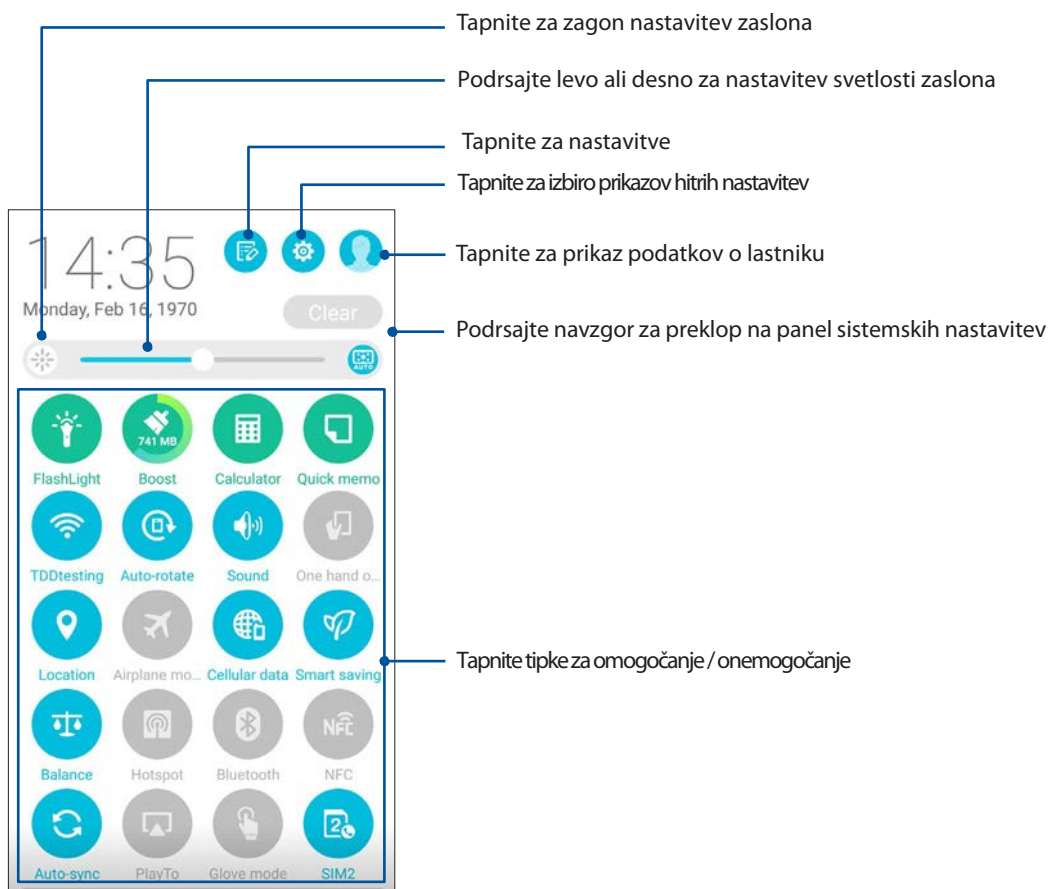 Tapnite za zagon nastavitev zaslona
Podrsajte levo ali desno za nastavitev svetlosti zaslona
Tapnite za nastavitve
Tapnite za izbiro prikazov hitrih nastavitev
Tapnite za prikaz podatkov o lastniku
Podrsajte navzgor za preklop na panel sistemskih nastavitev
Tapnite tipke za omogočanje / onemogočanje
14:35
Monday, Feb 16, 1970
Clear
AUTO
741 MB
FlashLight Boost Calculator Quick memo
TDDtesting Auto-rotate Sound One hand o...
Location Airplane mo... Cellular data Smart saving
NFC
Balance Hotspot Bluetooth NFC
2
Auto-sync PlayTo Glove mode SIM2